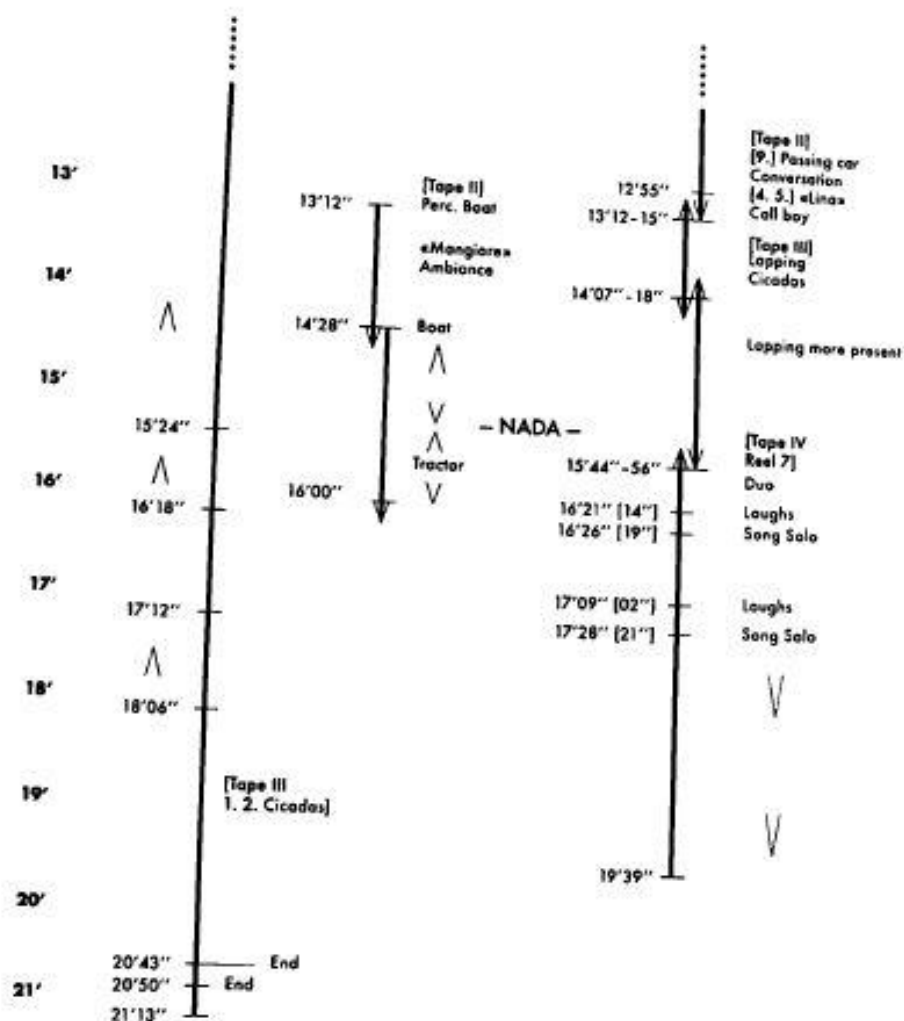 13'
14'
15'
16'
17'
18'
19'
20'
21'
15'24"
16'18"
17'12"
18'06"
[Tape III
1. 2. Cicadas]
20'43"
End
20'50"
End
21'13"
13'12"
[Tape II]
Perc. Boat
«Mangiare»
Ambiance
14'28"
Boat
Tractor
16'00"
– NADA –
[Tape II]
[9.] Passing car
Conversation
[4. 5.] «Lina»
Call boy
12'55"
13'12-15"
[Tape III]
Lapping
Cicadas
14'07"-18"
Lapping more present
[Tape IV
Reel 7]
15'44"-56"
Duo
16'21" [14"]
Laughs
16'26" [19"]
Song Solo
17'09" [02"]
Laughs
17'28" [21"]
Song Solo
19'39"